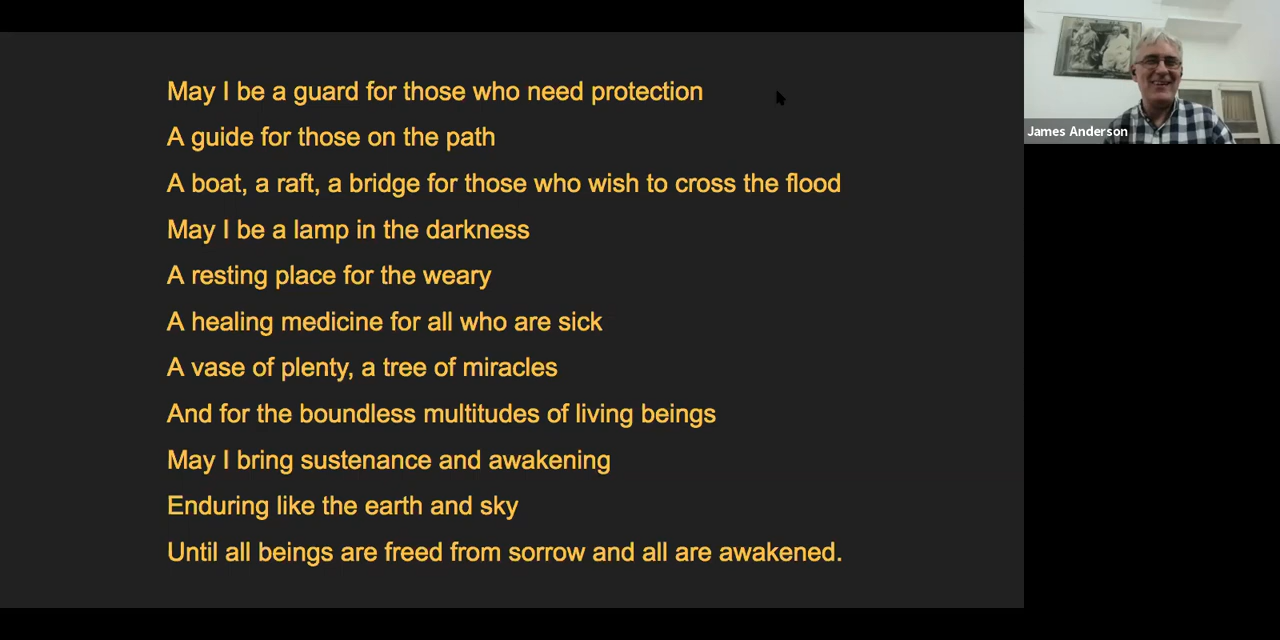 May I be a guard for those who need protection
A guide for those on the path
A boat, a raft, a bridge for those who wish to cross the flood
May I be a lamp in the darkness
A resting place for the weary
A healing medicine for all who are sick
A vase of plenty, a tree of miracles
And for the boundless multitudes of living beings
May I bring sustenance and awakening
Enduring like the earth and sky
Until all beings are freed from sorrow and all are awakened.
James Anderson